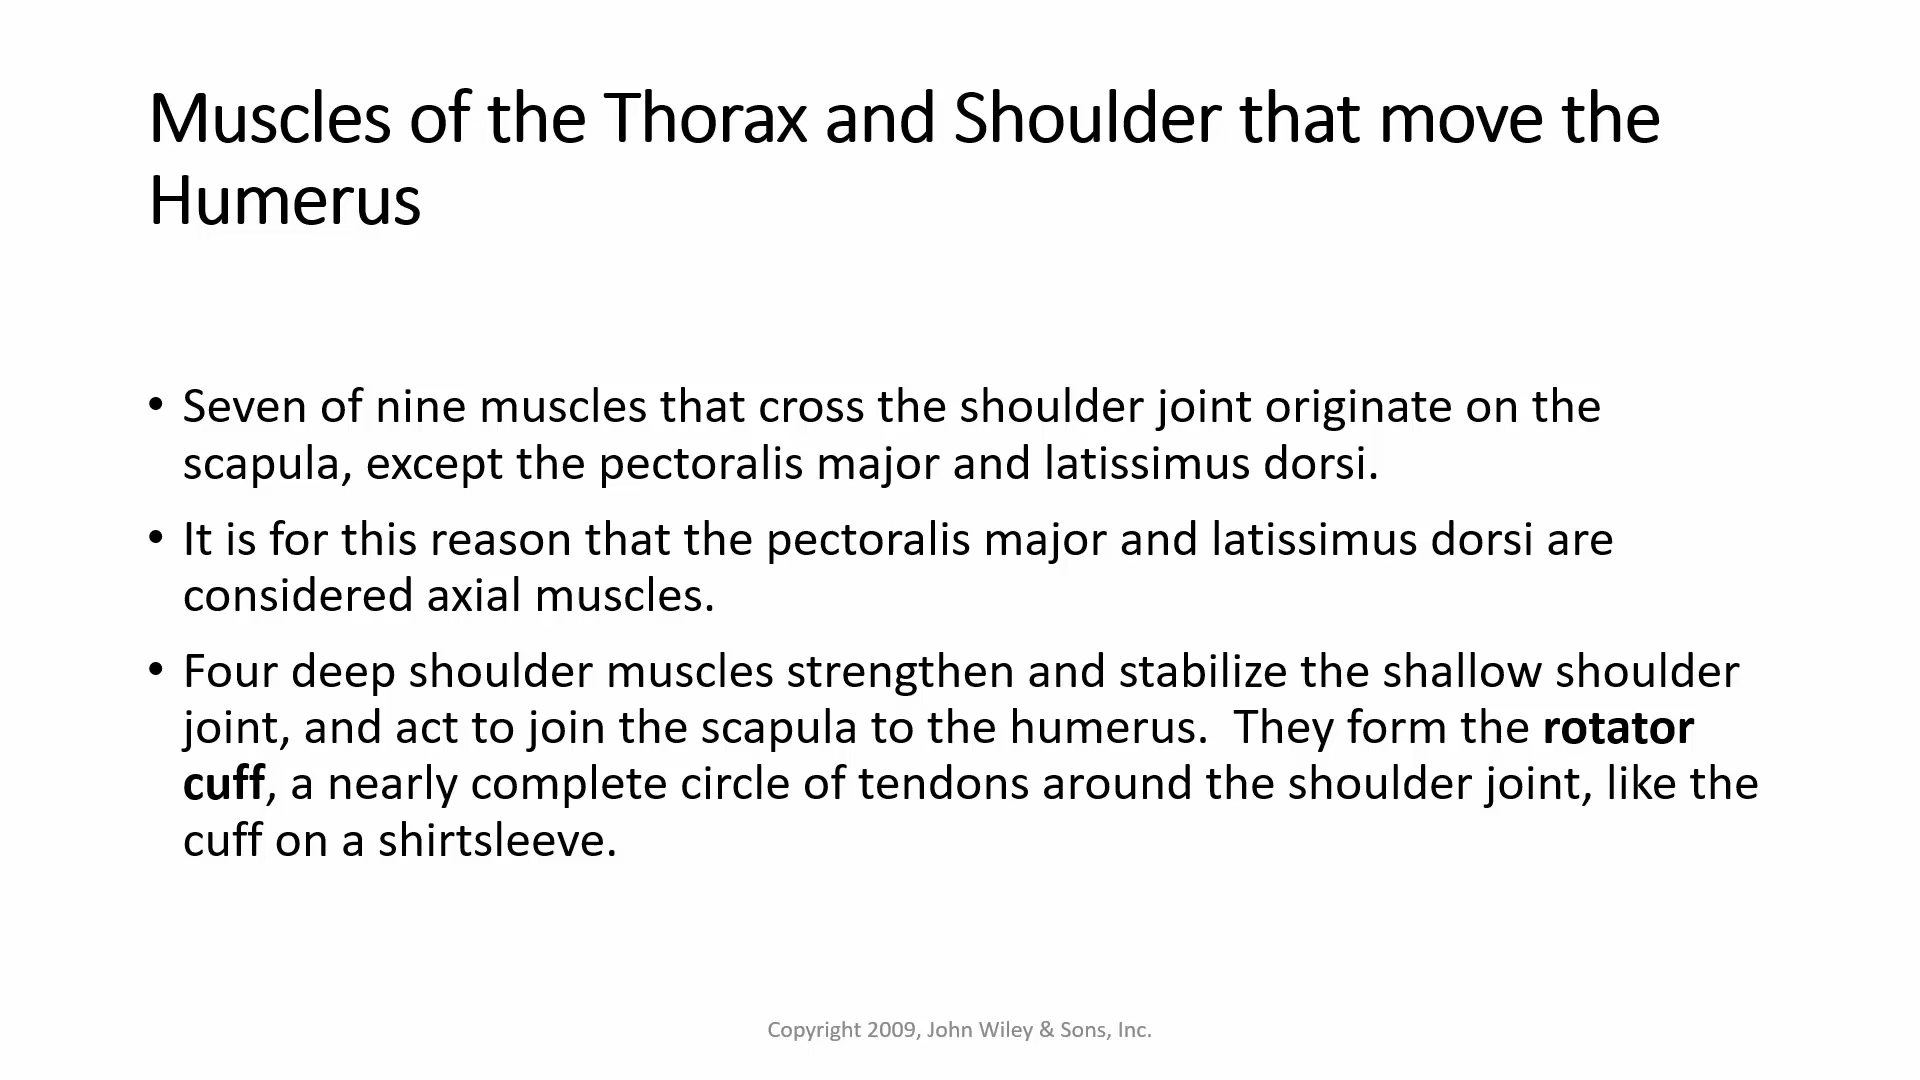 Muscles of the Thorax and Shoulder that move the
Humerus
• Seven of nine muscles that cross the shoulder joint originate on the
scapula, except the pectoralis major and latissimus dorsi.
• It is for this reason that the pectoralis major and latissimus dorsi are
considered axial muscles.
• Four deep shoulder muscles strengthen and stabilize the shallow shoulder
joint, and act to join the scapula to the humerus.  They form the rotator
cuff, a nearly complete circle of tendons around the shoulder joint, like the
cuff on a shirtsleeve.
Copyright 2009, John Wiley & Sons, Inc.